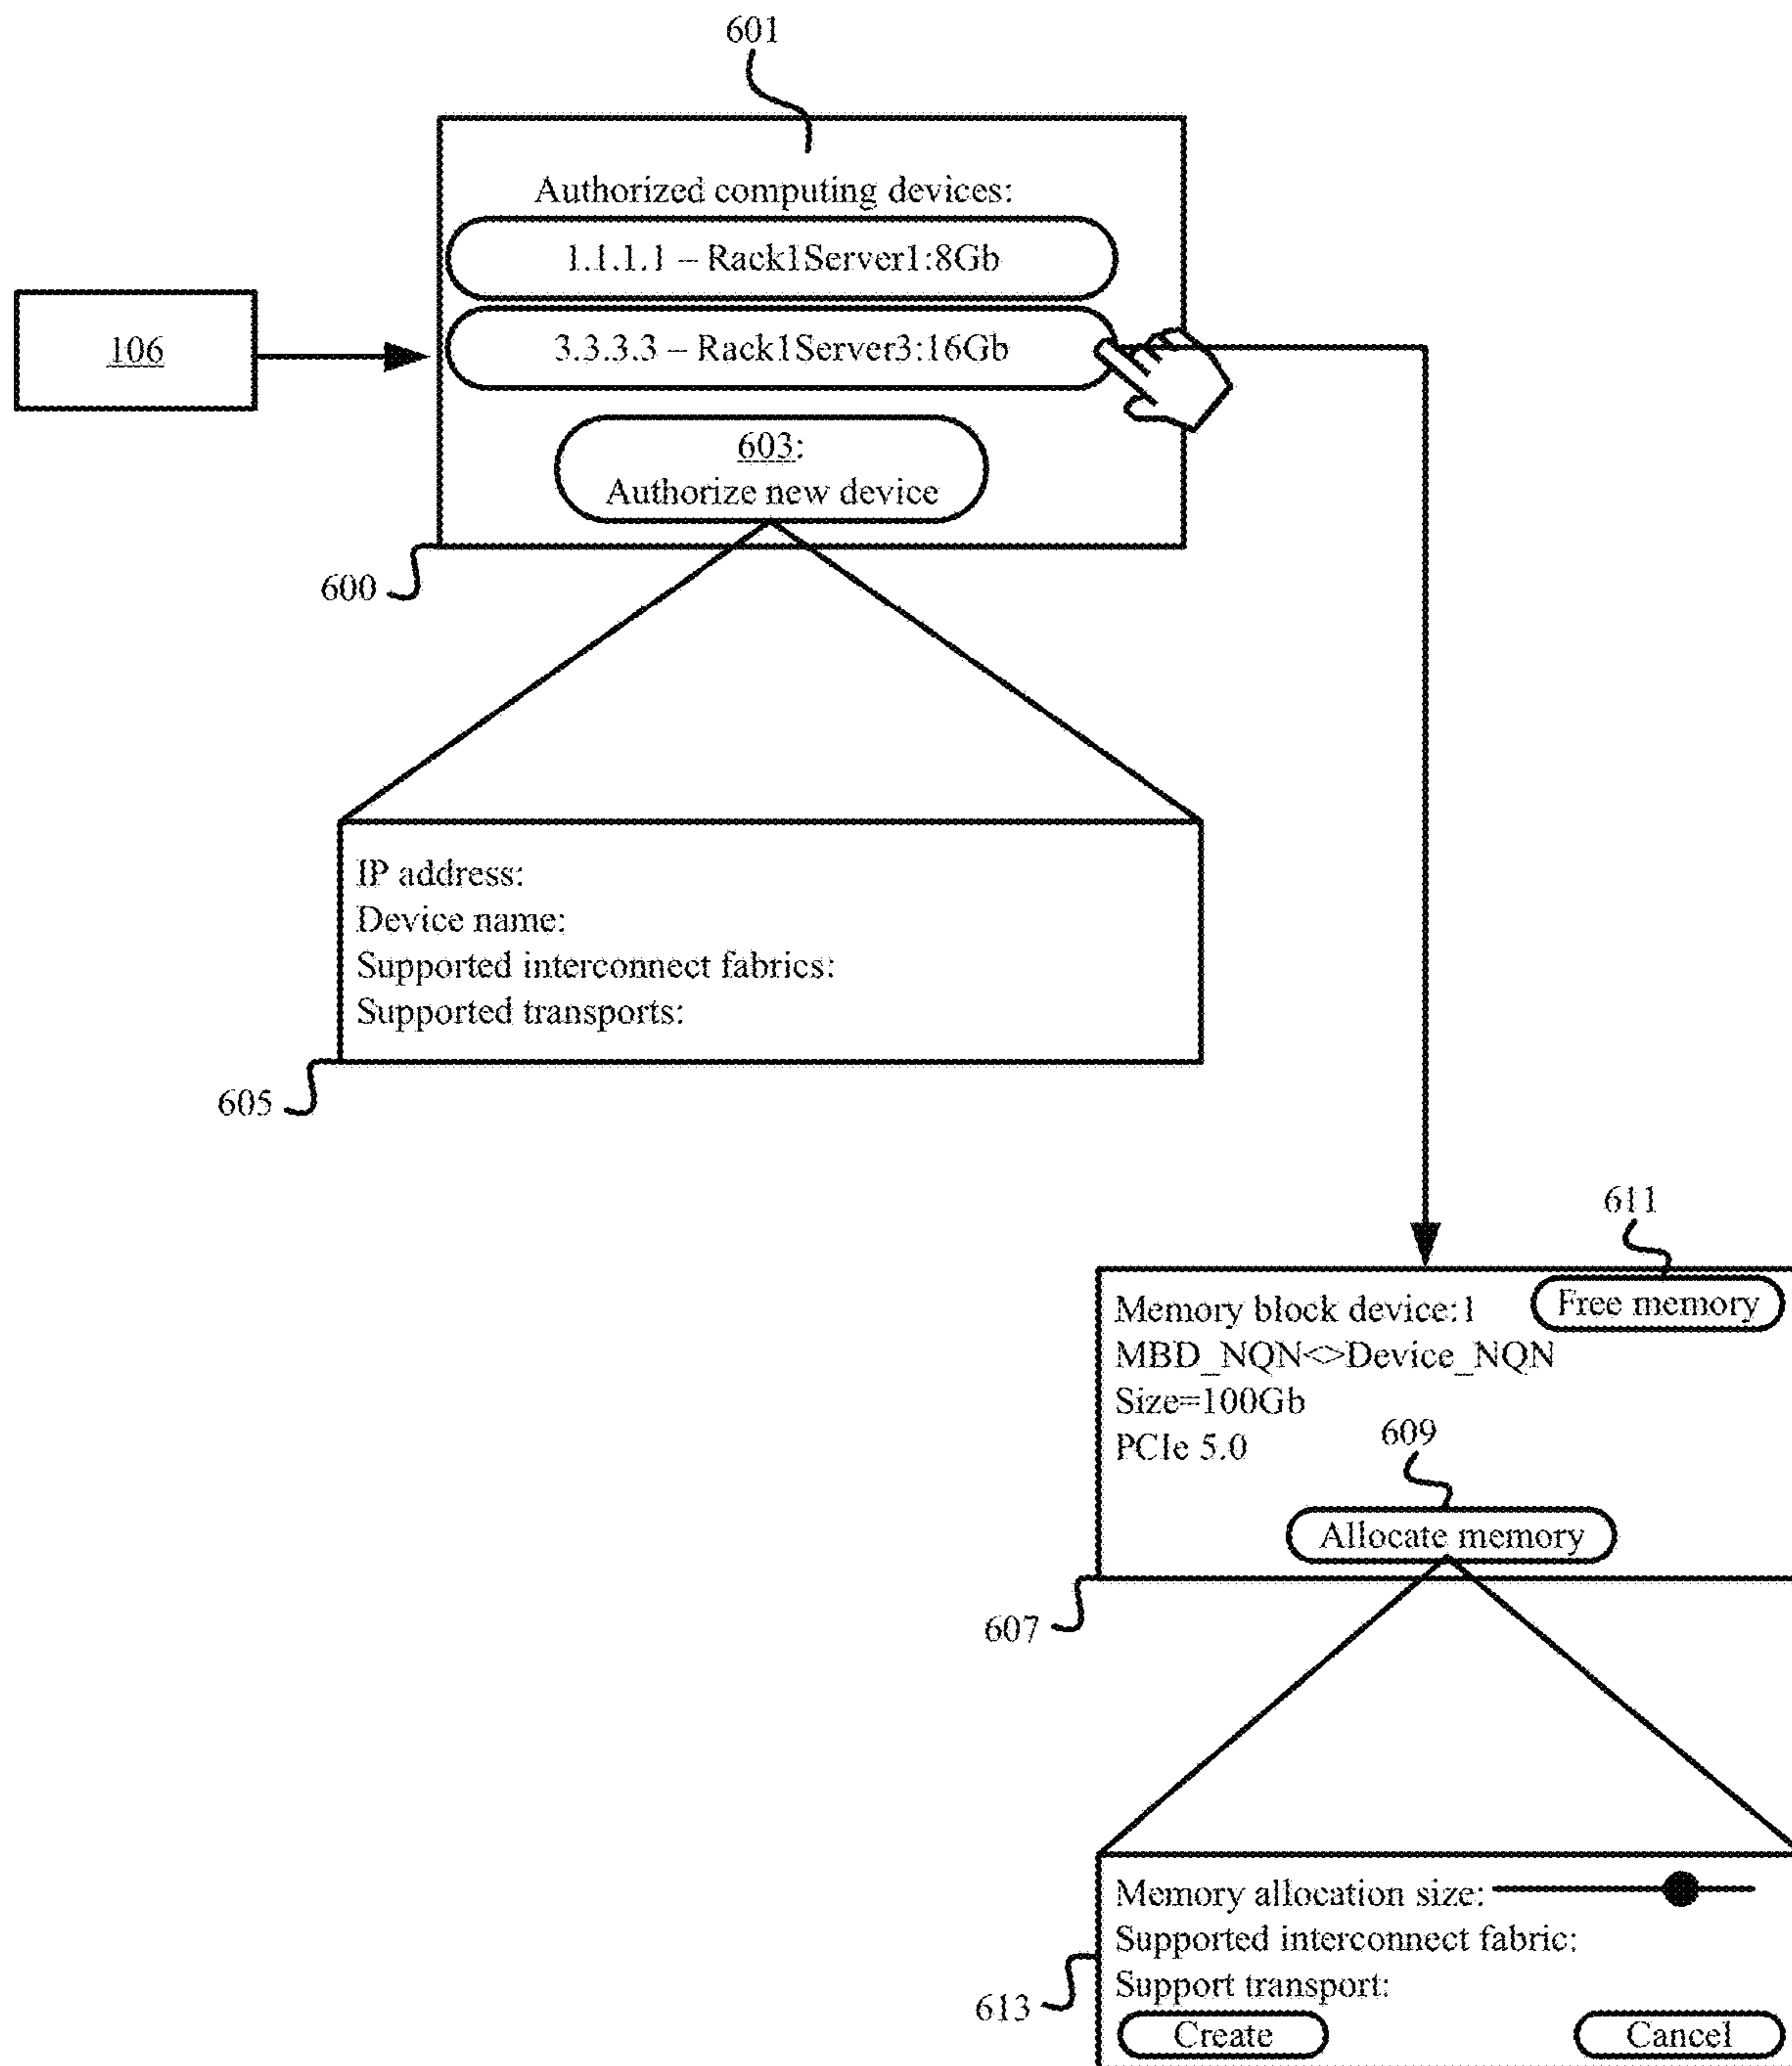 601
Authorized computing devices:
1.1.1.1 – Rack1Server1:8Gb
106
3.3.3.3 – Rack1Server3:16Gb
603:
Authorize new device
600
IP address:
Device name:
Supported interconnect fabrics:
Supported transports:
605
611
Memory block device:1
Free memory
MBD_NQN<>Device_NQN
Size=100Gb
PCIe 5.0
609
Allocate memory
607
Memory allocation size:
Supported interconnect fabric:
Support transport:
613
Create
Cancel